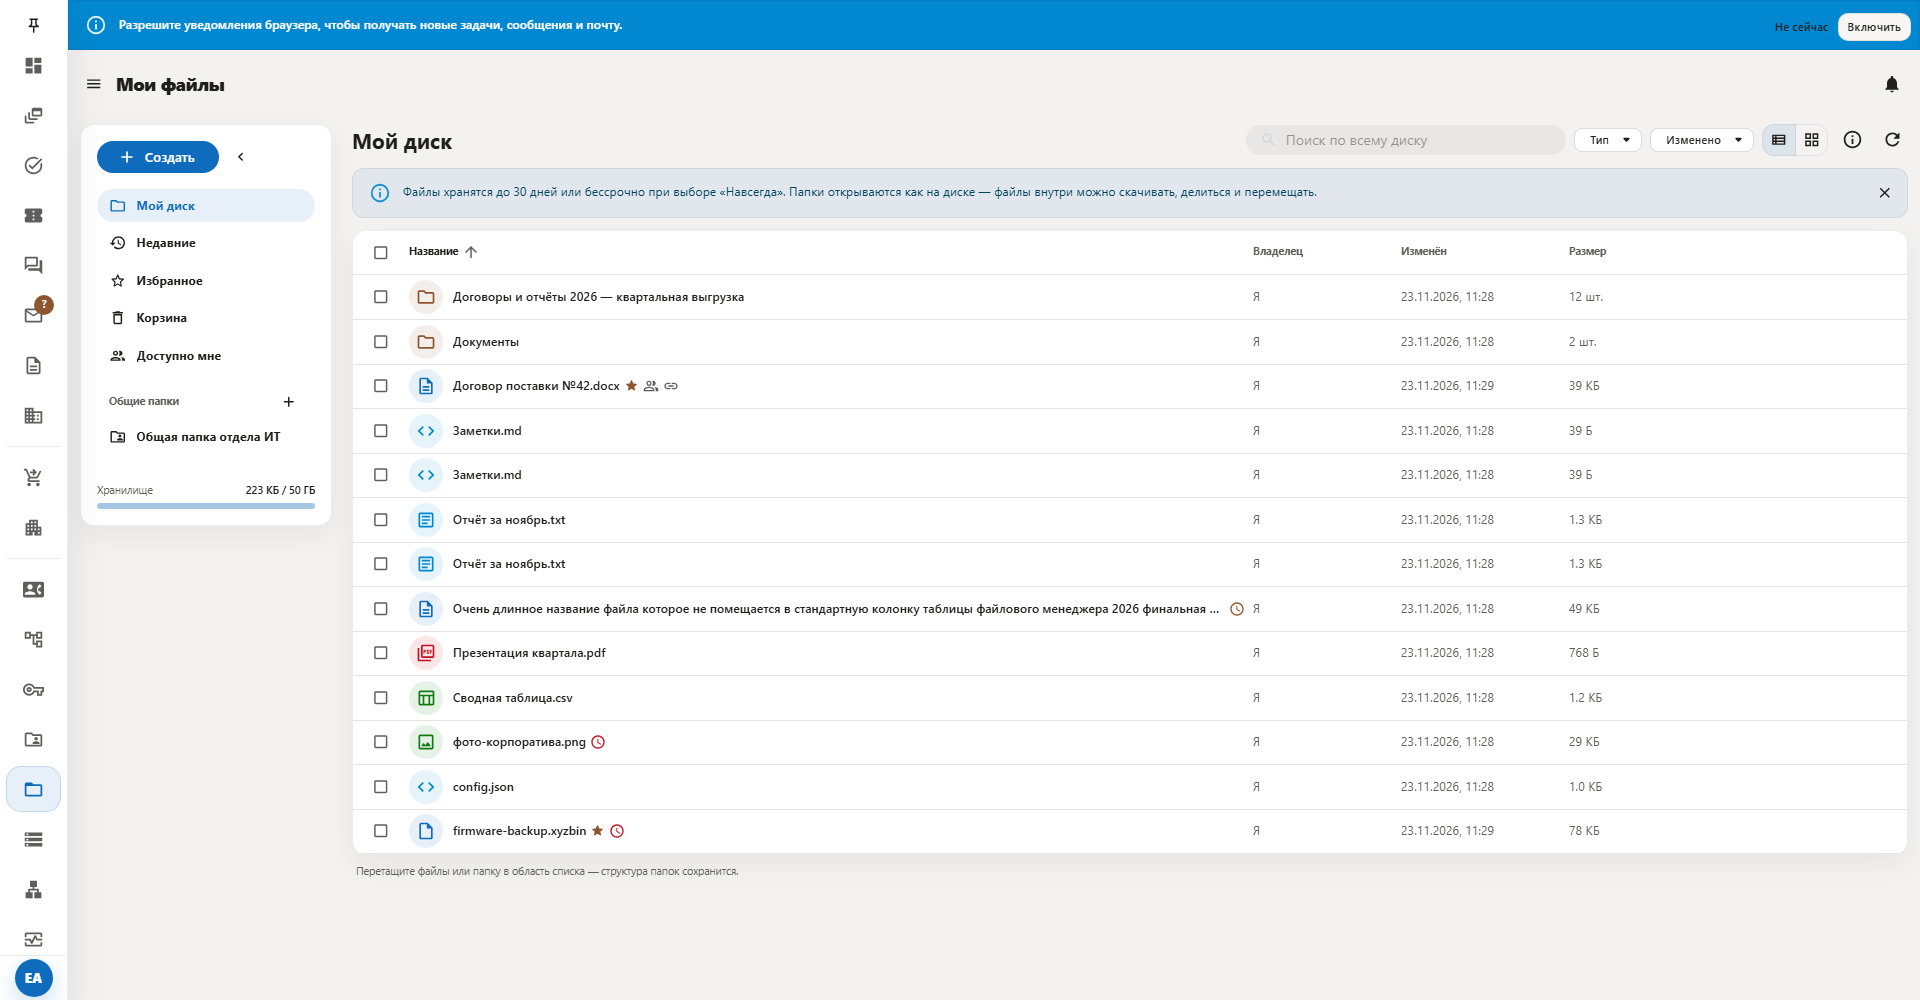 Разрешите уведомления браузера, чтобы получать новые задачи, сообщения и почту.
Не сейчас
Включить
Мои файлы
Создать
Мой диск
Недавние
Избранное
Корзина
Доступно мне
Общие папки
Общая папка отдела ИТ
Хранилище
223 КБ / 50 ГБ
?
EA
Мой диск
Поиск по всему диску
Тип
Изменено
Файлы хранятся до 30 дней или бессрочно при выборе «Навсегда». Папки открываются как на диске — файлы внутри можно скачивать, делиться и перемещать.
Название Владелец Изменён Размер
Договоры и отчёты 2026 — квартальная выгрузка Я 23.11.2026, 11:28 12 шт.
Документы Я 23.11.2026, 11:28 2 шт.
Договор поставки №42.docx Я 23.11.2026, 11:29 39 КБ
Заметки.md Я 23.11.2026, 11:28 39 Б
Заметки.md Я 23.11.2026, 11:28 39 Б
Отчёт за ноябрь.txt Я 23.11.2026, 11:28 1.3 КБ
Отчёт за ноябрь.txt Я 23.11.2026, 11:28 1.3 КБ
Очень длинное название файла которое не помещается в стандартную колонку таблицы файлового менеджера 2026 финальная ... Я 23.11.2026, 11:28 49 КБ
PDF Презентация квартала.pdf Я 23.11.2026, 11:28 768 Б
Сводная таблица.csv Я 23.11.2026, 11:28 1.2 КБ
фото-корпоратива.png Я 23.11.2026, 11:28 29 КБ
config.json Я 23.11.2026, 11:28 1.0 КБ
firmware-backup.xyzbin Я 23.11.2026, 11:29 78 КБ
Перетащите файлы или папку в область списка — структура папок сохранится.